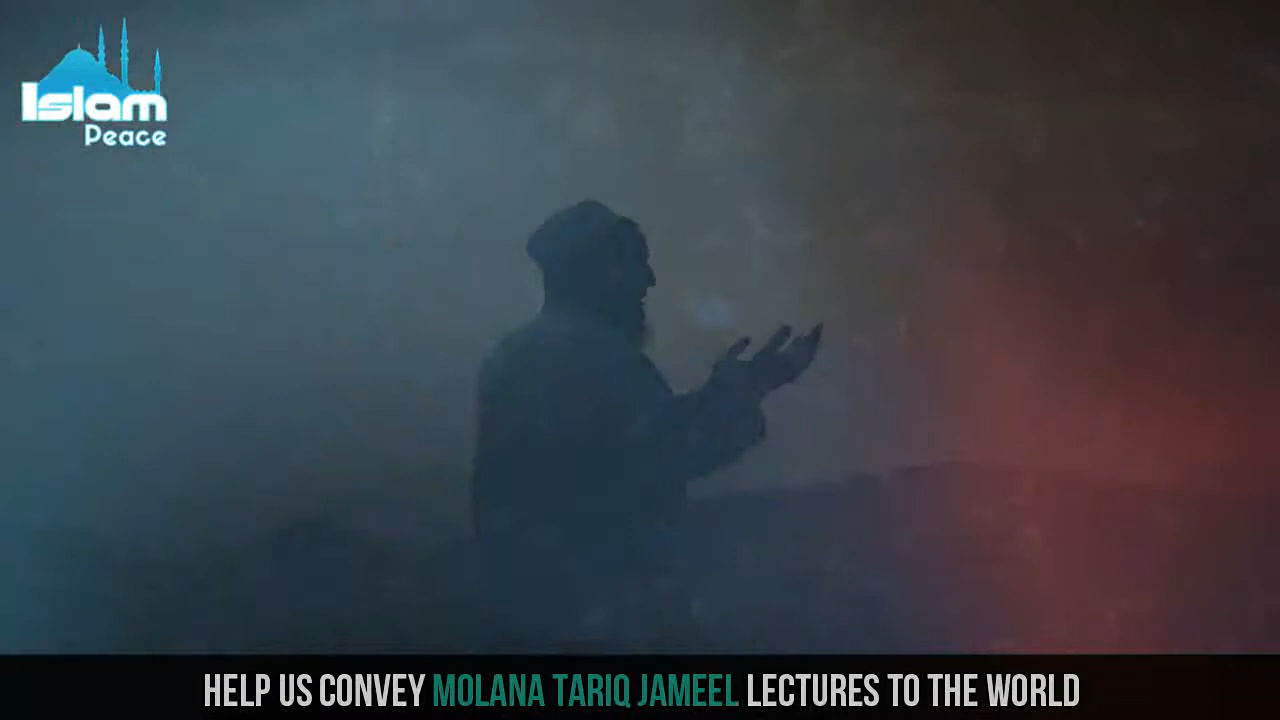 Islam
Peace
HELP US CONVEY MOLANA TARIQ JAMEEL LECTURES TO THE WORLD